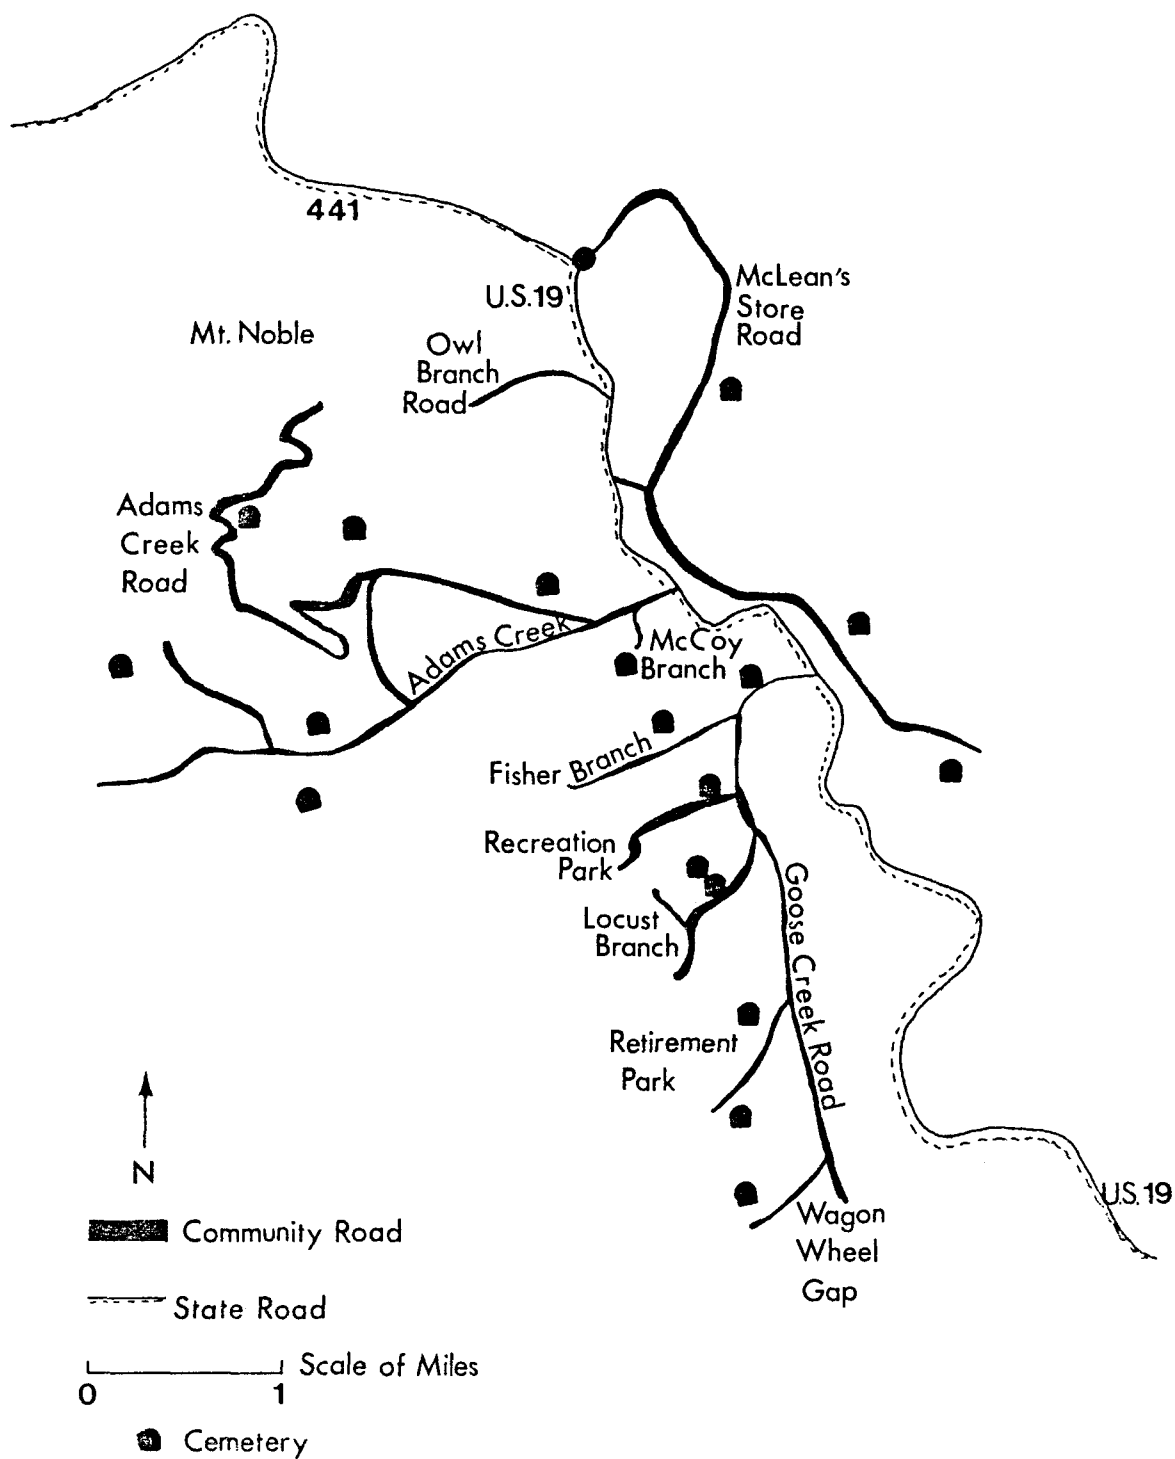 441
U.S.19
McLean's
Store
Road
Mt. Noble
Owl
Branch
Road
Adams
Creek
Road
Adams Creek
McCoy
Branch
Fisher Branch
Recreation
Park
Locust
Branch
Goose Creek Road
Retirement
Park
N
U.S.19
Wagon
Wheel
Gap
Community Road
State Road
Scale of Miles
0 1
Cemetery